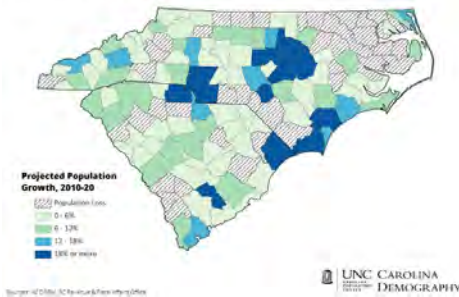 Projected Population
Growth, 2010-20
Population Loss
0 - 6%
6 - 12%
12 - 18%
18% or more
UNC CAROLINA
DEMOGRAPHY